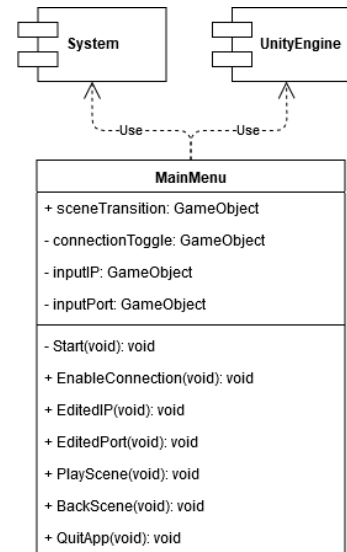 System
UnityEngine
Use
Use
MainMenu
+ sceneTransition: GameObject
- connectionToggle: GameObject
- inputIP: GameObject
- inputPort: GameObject
- Start(void): void
+ EnableConnection(void): void
+ EditedIP(void): void
+ EditedPort(void): void
+ PlayScene(void): void
+ BackScene(void): void
+ QuitApp(void): void